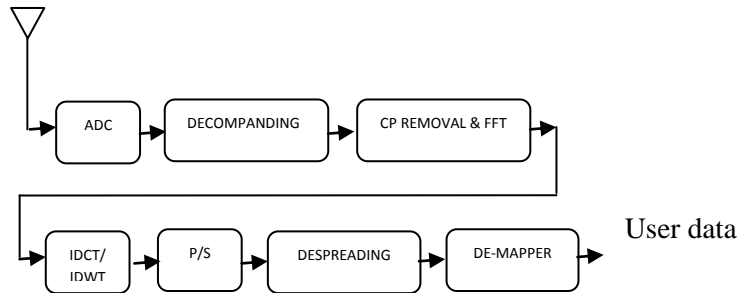 ADC
DECOMPANDING
CP REMOVAL & FFT
IDCT/
IDWT
P/S
DESPREADING
DE-MAPPER
User data